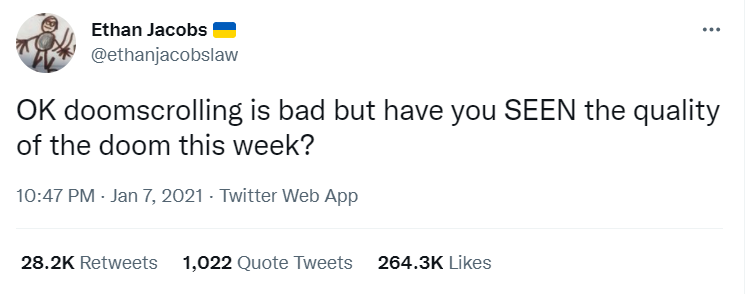 Ethan Jacobs 🇺🇦
@ethanjacobslaw
OK doomscrolling is bad but have you SEEN the quality
of the doom this week?
10:47 PM · Jan 7, 2021 · Twitter Web App
28.2K Retweets 1,022 Quote Tweets 264.3K Likes